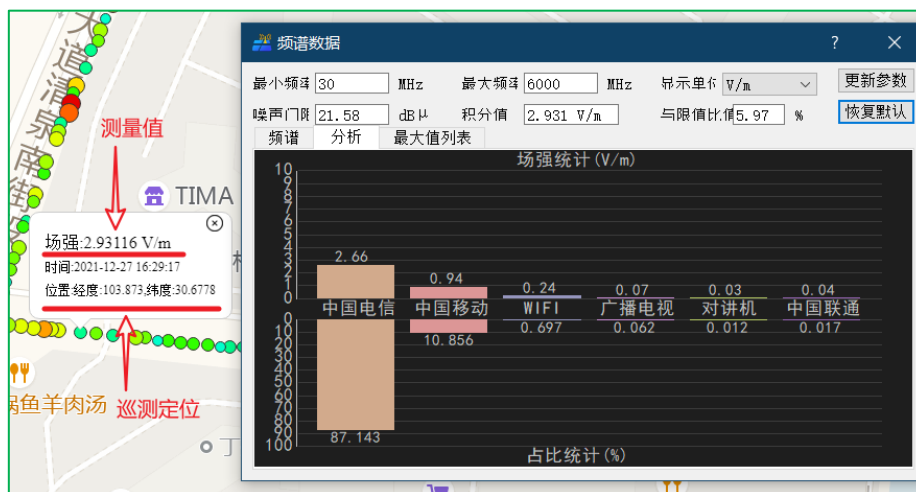 大道清泉南街
测量值
TIMA
场强:2.93116 V/m
时间:2021-12-27 16:29:17
位置:经度:103.873,纬度:30.6778
巡测定位
鱼羊肉汤
丁
频谱数据
?
最小频率 30 MHz 最大频率 6000 MHz 显示单位 V/m 更新参数
噪声门限 21.58 dBμ 积分值 2.931 V/m 与限值比值 5.97 % 恢复默认
频谱 分析 最大值列表
场强统计(V/m)
10
9
8
7
6
5
4
3
2
1
0
2.66 0.94 0.24 0.07 0.03 0.04
中国电信 中国移动 WIFI 广播电视 对讲机 中国联通
0
10
20
30
40
50
60
70
80
90
100
87.143 10.856 0.697 0.062 0.012 0.017
占比统计(%)